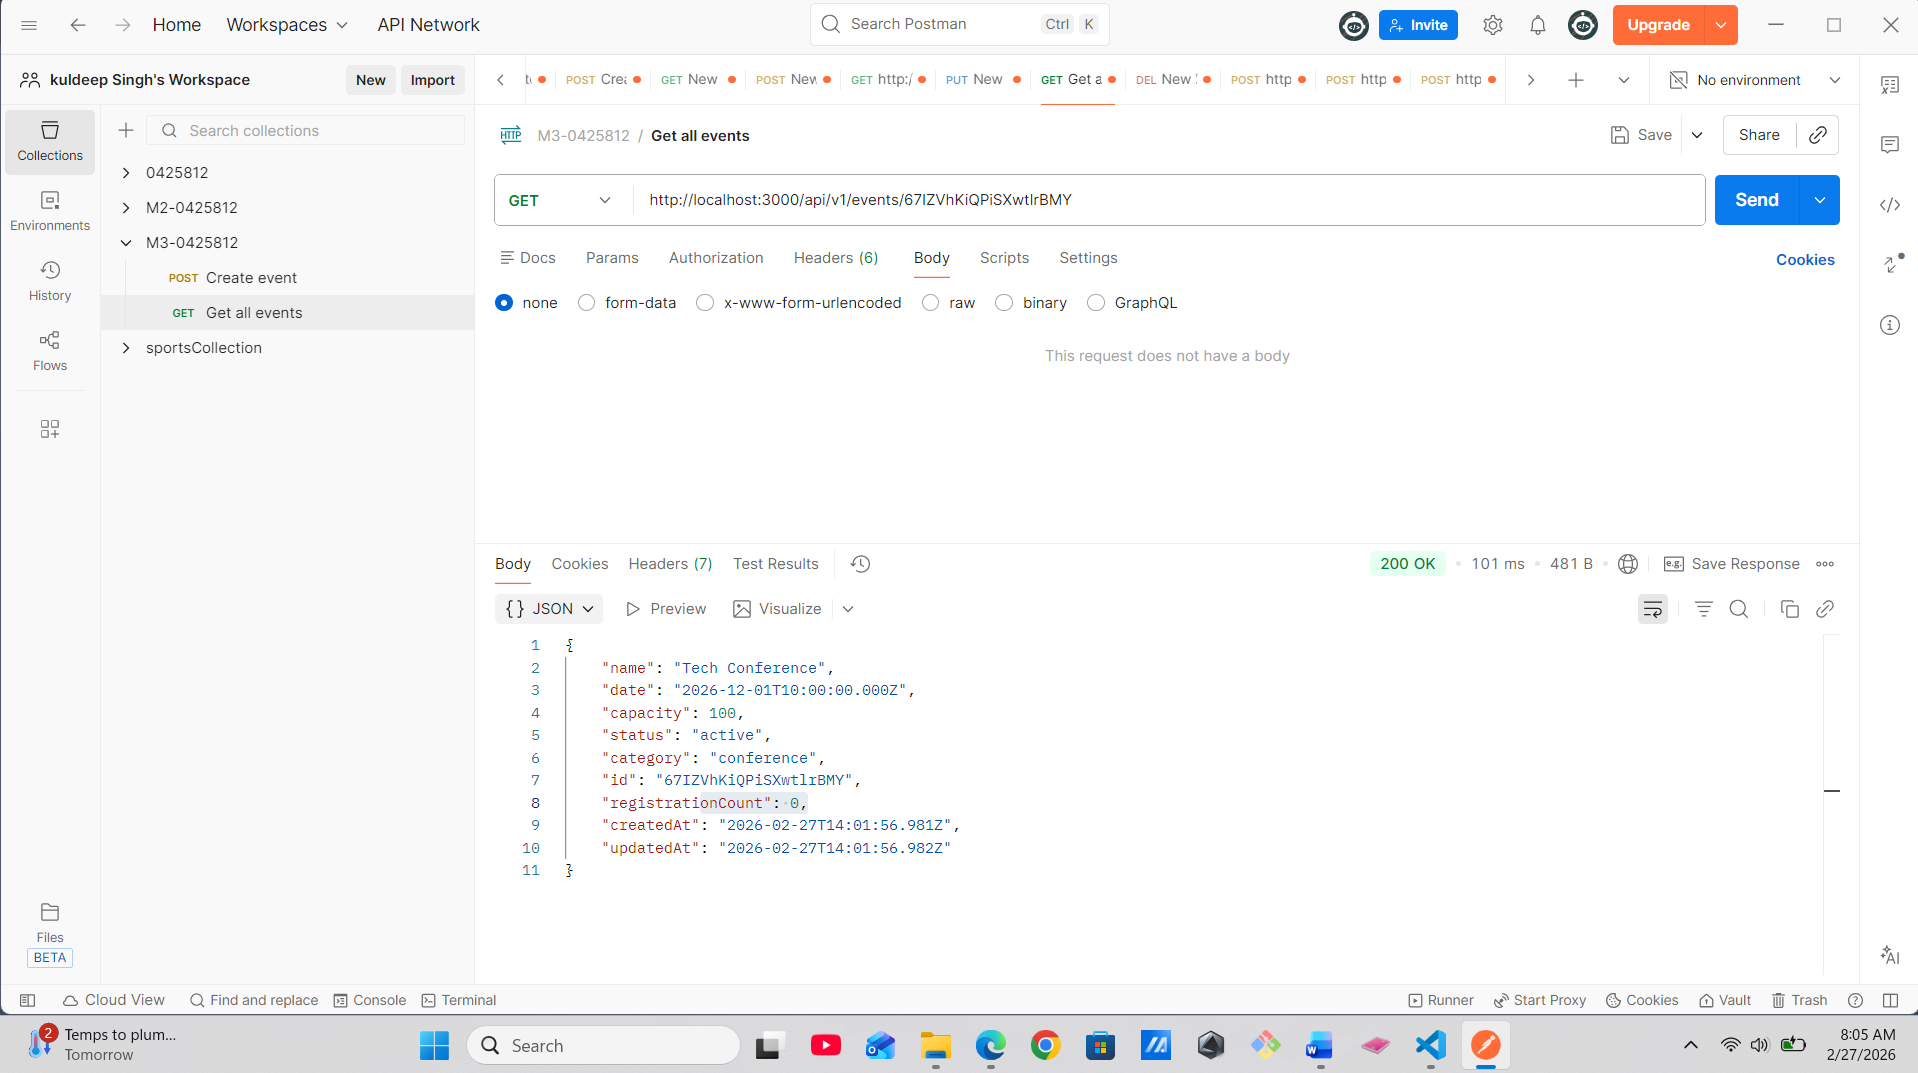 Home
Workspaces
API Network
Search Postman
Ctrl K
Invite
Upgrade
kuldeep Singh's Workspace
New
Import
POST Crea
GET New
POST New
GET http:/
PUT New
GET Get a
DEL New
POST http
POST http
POST http
No environment
Collections
Environments
History
Flows
Files
BETA
Search collections
0425812
M2-0425812
M3-0425812
POST Create event
GET Get all events
sportsCollection
HTTP M3-0425812 / Get all events
Save
Share
GET
http://localhost:3000/api/v1/events/67IZVhKiQPiSXwtlrBMY
Send
Docs
Params
Authorization
Headers (6)
Body
Scripts
Settings
Cookies
none
form-data
x-www-form-urlencoded
raw
binary
GraphQL
This request does not have a body
Body
Cookies
Headers (7)
Test Results
200 OK
101 ms
481 B
e.g. Save Response
{} JSON
Preview
Visualize
1 {
2 "name": "Tech Conference",
3 "date": "2026-12-01T10:00:00.000Z",
4 "capacity": 100,
5 "status": "active",
6 "category": "conference",
7 "id": "67IZVhKiQPiSXwtlrBMY",
8 "registrationCount": 0,
9 "createdAt": "2026-02-27T14:01:56.981Z",
10 "updatedAt": "2026-02-27T14:01:56.982Z"
11 }
AI
Cloud View
Find and replace
Console
Terminal
Runner
Start Proxy
Cookies
Vault
Trash
2
Temps to plum...
Tomorrow
Search
8:05 AM
2/27/2026